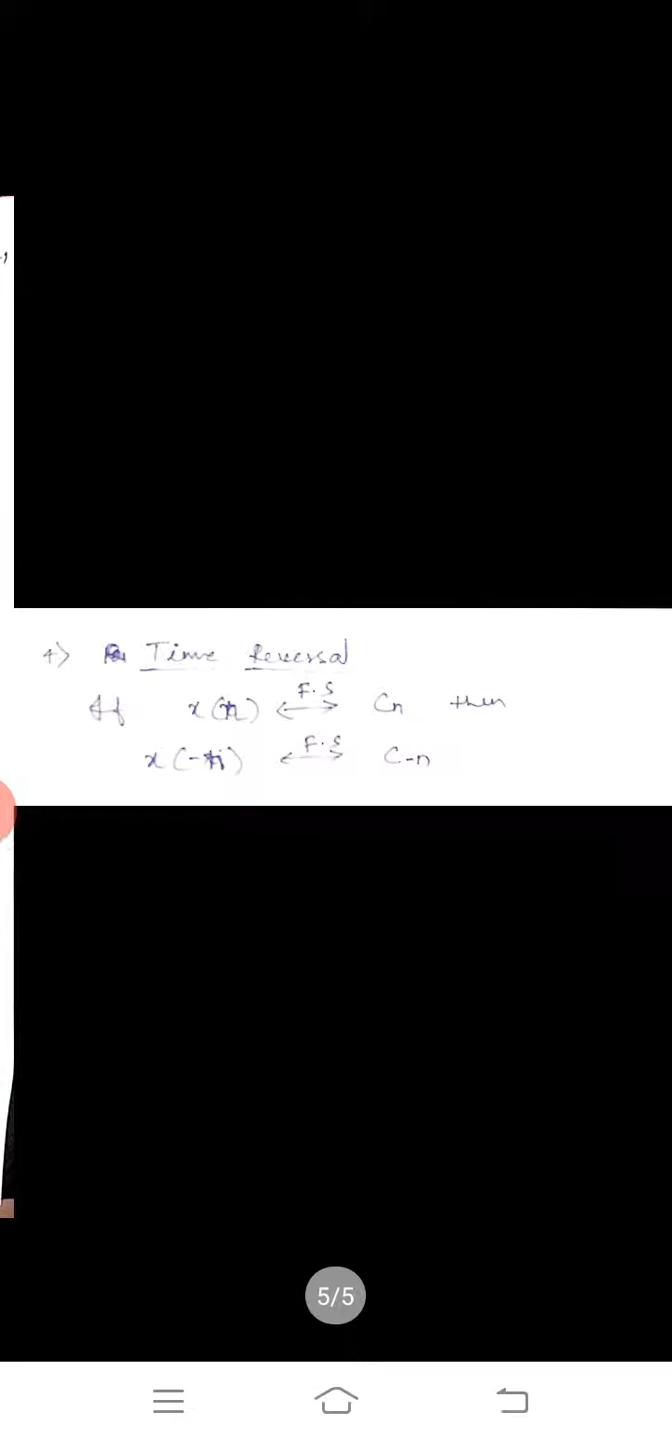 4) Time Reversal
If x(n) ⟷ F.S Cn then
x(-n) ⟷ F.S C-n
5/5